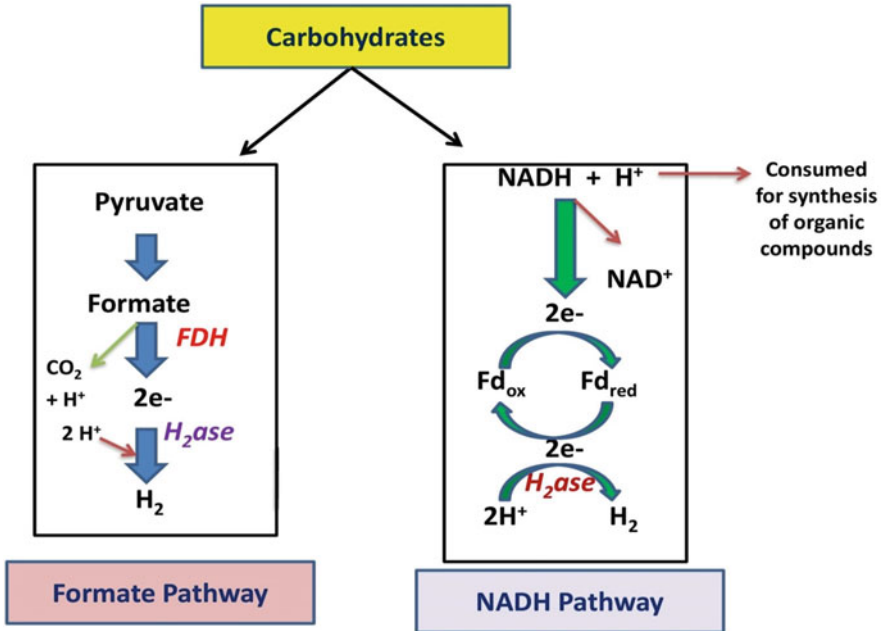 Carbohydrates
Pyruvate
Formate
FDH
CO₂
+ H⁺
2e-
2 H⁺
H₂ase
H₂
Formate Pathway
NADH + H⁺
Consumed
for synthesis
of organic
compounds
NAD⁺
2e-
Fdₒₓ Fd_red
2e-
H₂ase
2H⁺ H₂
NADH Pathway